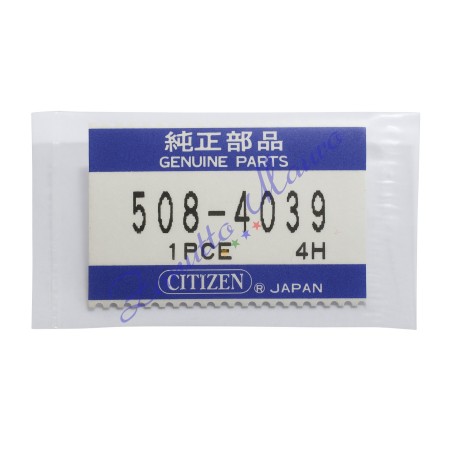 純正部品
GENUINE PARTS
508-4039
1PCE 4H
CITIZEN ® JAPAN